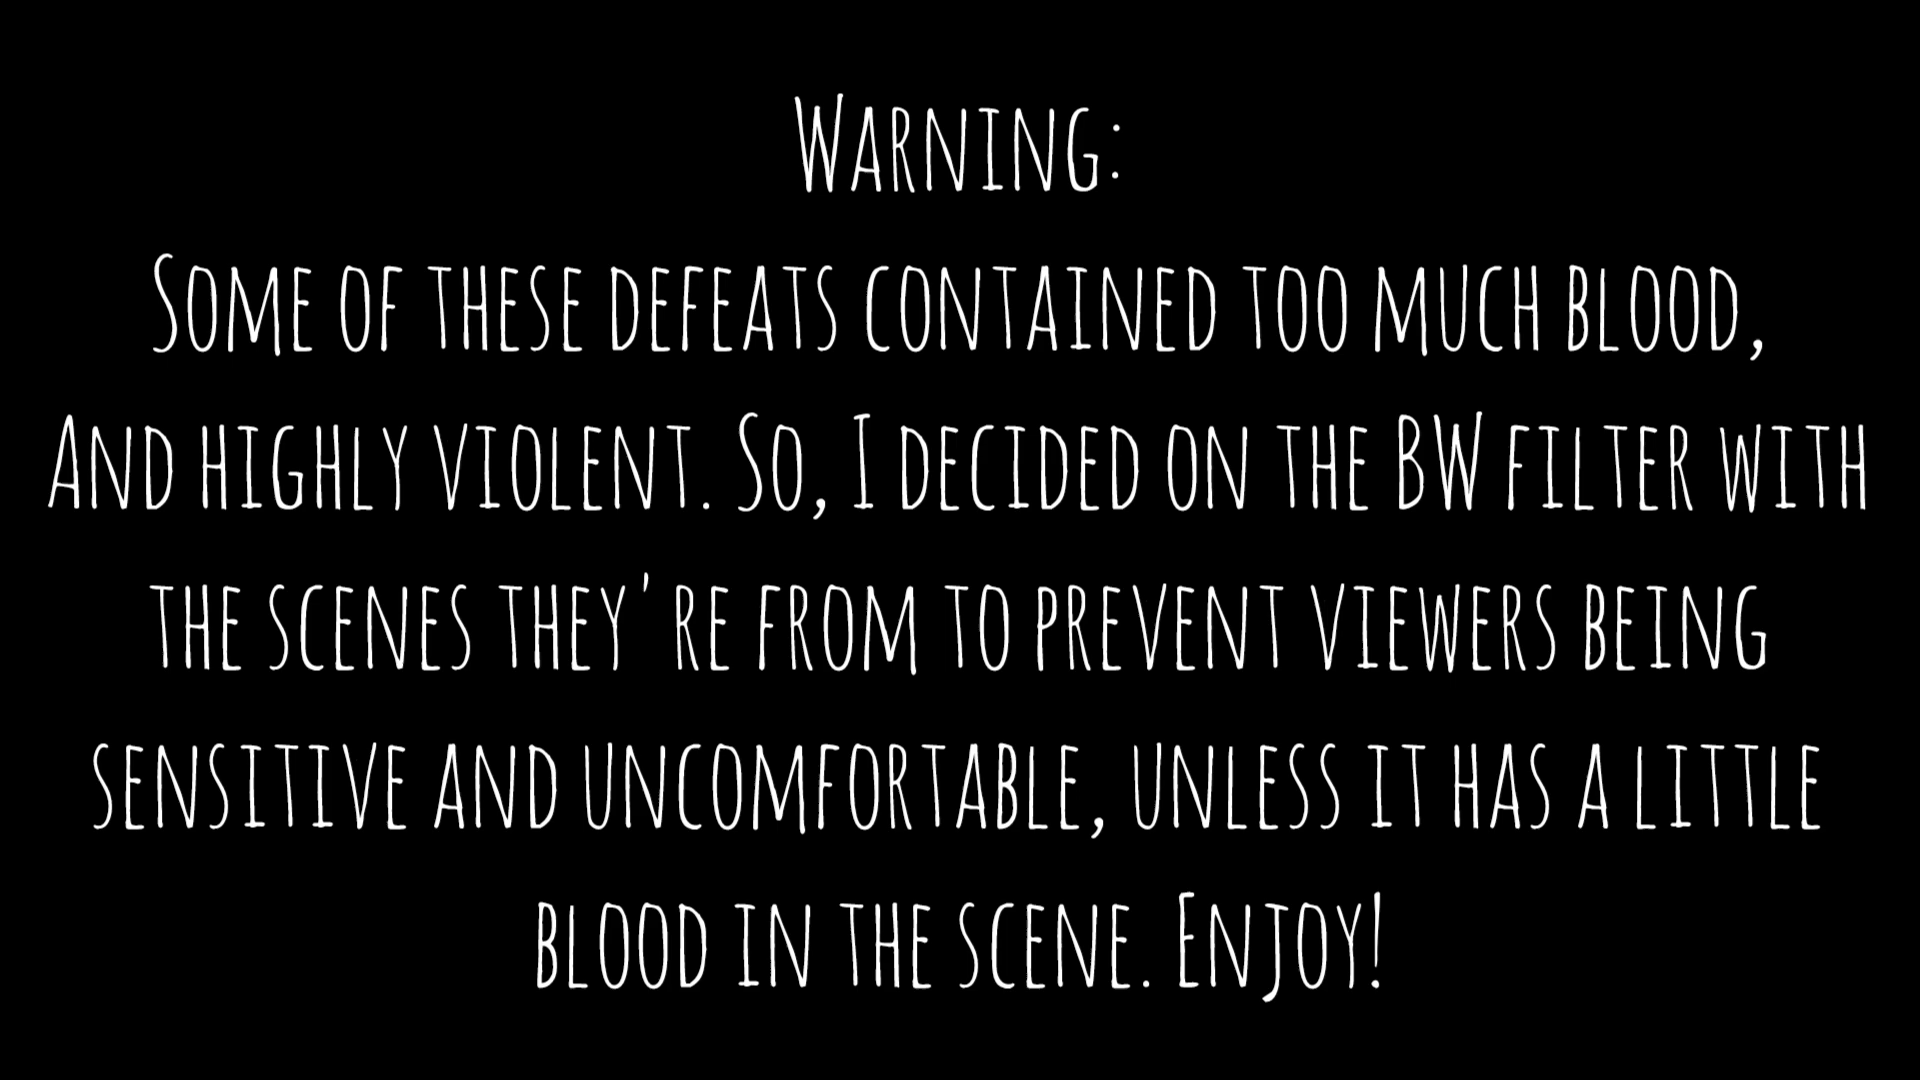 Warning:
Some of these defeats contained too much blood,
And highly violent. So, I decided on the BW filter with
the scenes they're from to prevent viewers being
sensitive and uncomfortable, unless it has a little
blood in the scene. Enjoy!